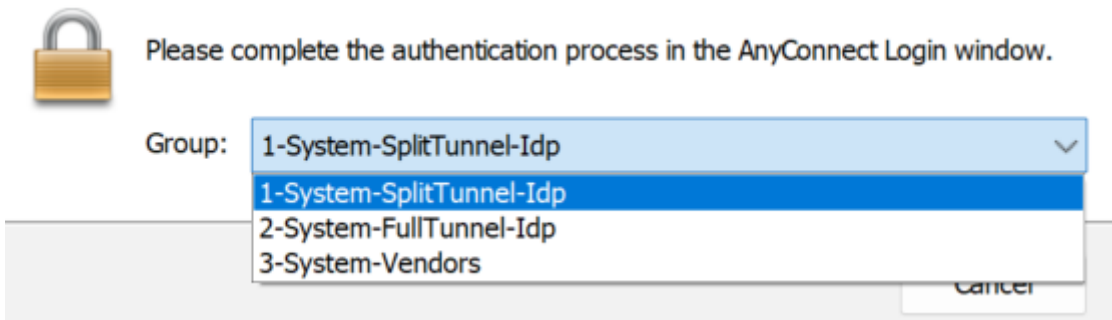 Please complete the authentication process in the AnyConnect Login window.
Group: 1-System-SplitTunnel-Idp
1-System-SplitTunnel-Idp
2-System-FullTunnel-Idp
3-System-Vendors
Cancel